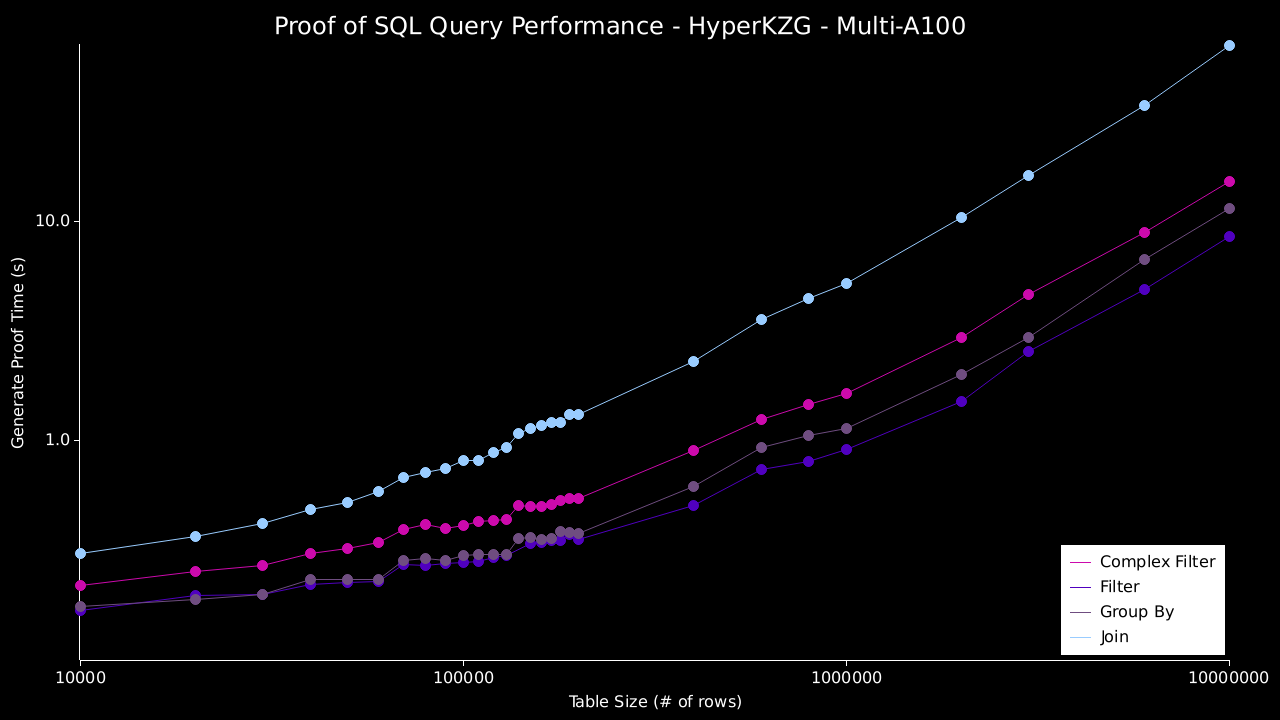 Proof of SQL Query Performance - HyperKZG - Multi-A100
10.0
1.0
Generate Proof Time (s)
10000
100000
1000000
10000000
Table Size (# of rows)
Complex Filter
Filter
Group By
Join